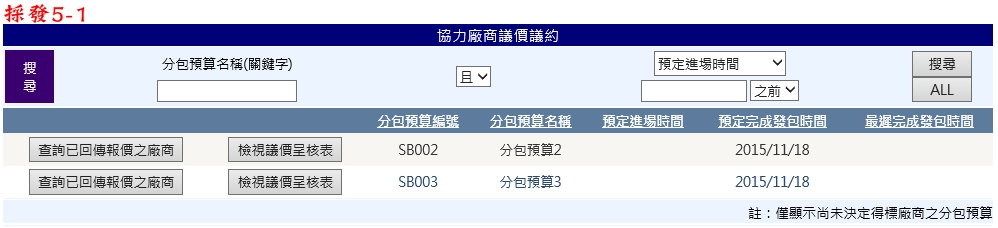 採發5-1
協力廠商議價議約
搜尋 分包預算名稱(關鍵字) 且 預定進場時間 之前 搜尋 ALL
分包預算編號 分包預算名稱 預定進場時間 預定完成發包時間 最遲完成發包時間
查詢已回傳報價之廠商 檢視議價呈核表 SB002 分包預算2 2015/11/18
查詢已回傳報價之廠商 檢視議價呈核表 SB003 分包預算3 2015/11/18
註：僅顯示尚未決定得標廠商之分包預算